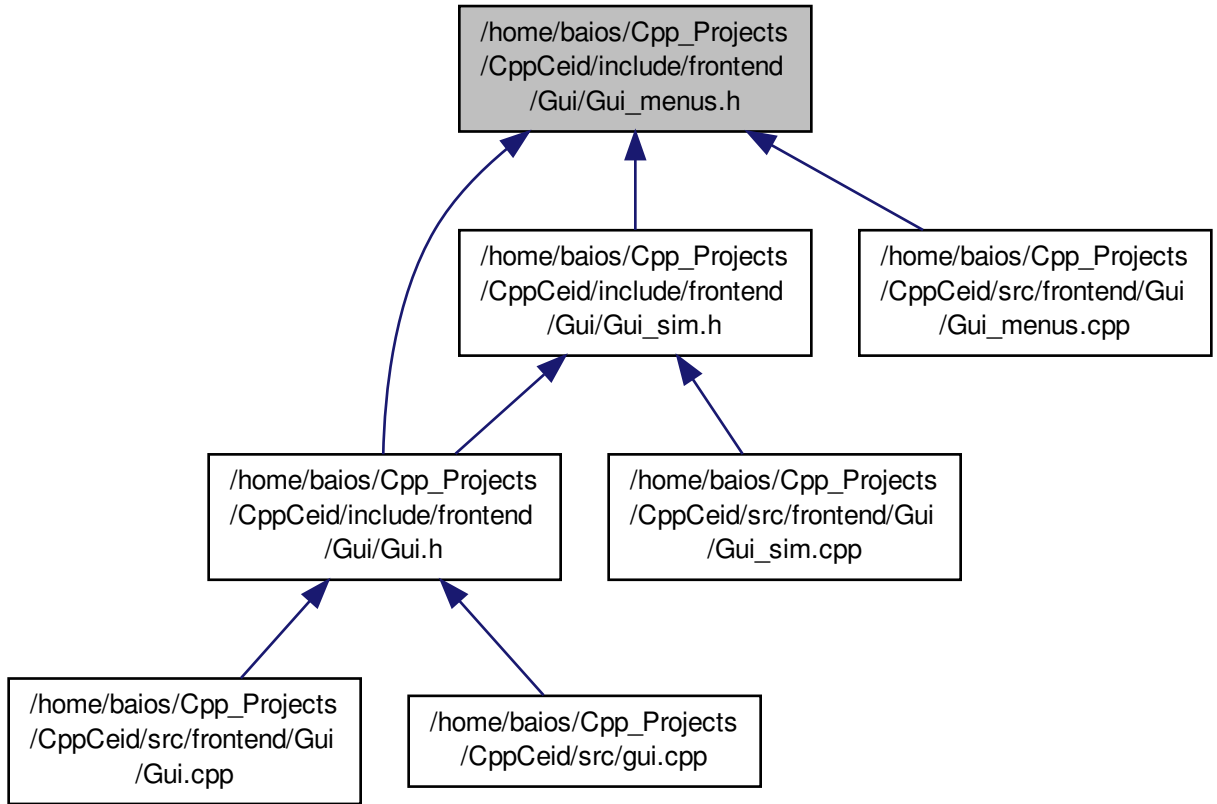 /home/baios/Cpp_Projects
/CppCeid/include/frontend
/Gui/Gui_menus.h
/home/baios/Cpp_Projects
/CppCeid/include/frontend
/Gui/Gui_sim.h
/home/baios/Cpp_Projects
/CppCeid/src/frontend/Gui
/Gui_menus.cpp
/home/baios/Cpp_Projects
/CppCeid/include/frontend
/Gui/Gui.h
/home/baios/Cpp_Projects
/CppCeid/src/frontend/Gui
/Gui_sim.cpp
/home/baios/Cpp_Projects
/CppCeid/src/frontend/Gui
/Gui.cpp
/home/baios/Cpp_Projects
/CppCeid/src/gui.cpp